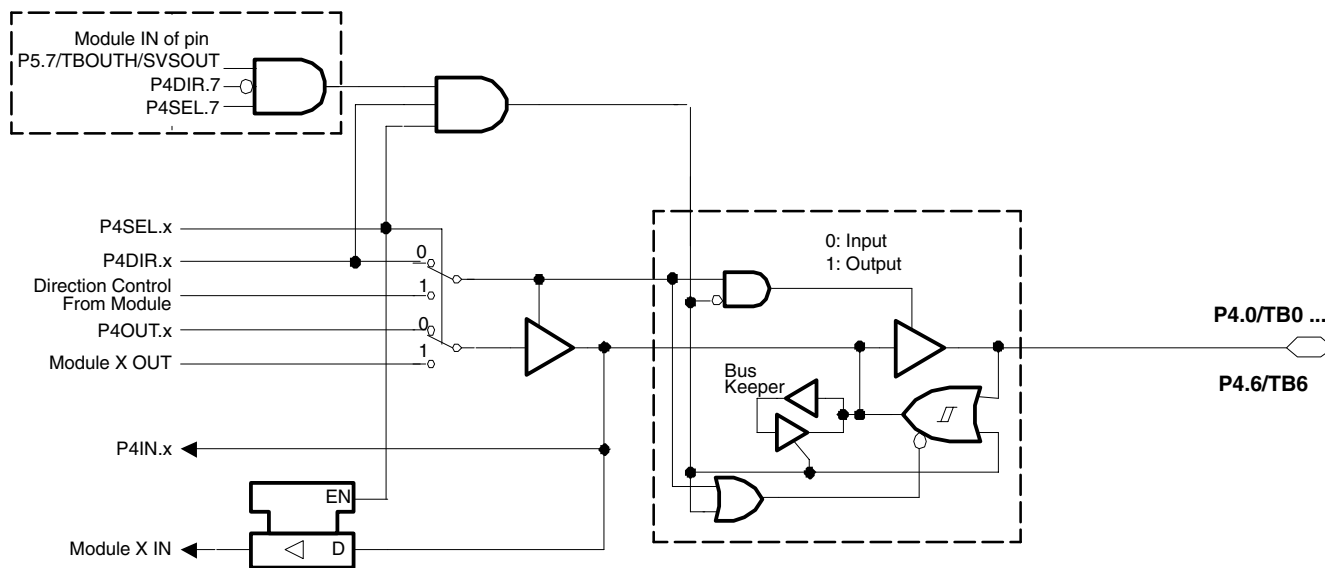 Module IN of pin
P5.7/TBOUTH/SVSOUT
P4DIR.7
P4SEL.7
P4SEL.x
P4DIR.x
0
Direction Control
From Module
1
P4OUT.x
0
Module X OUT
1
0: Input
1: Output
P4.0/TB0 ...
P4.6/TB6
Bus
Keeper
P4IN.x
EN
Module X IN
D